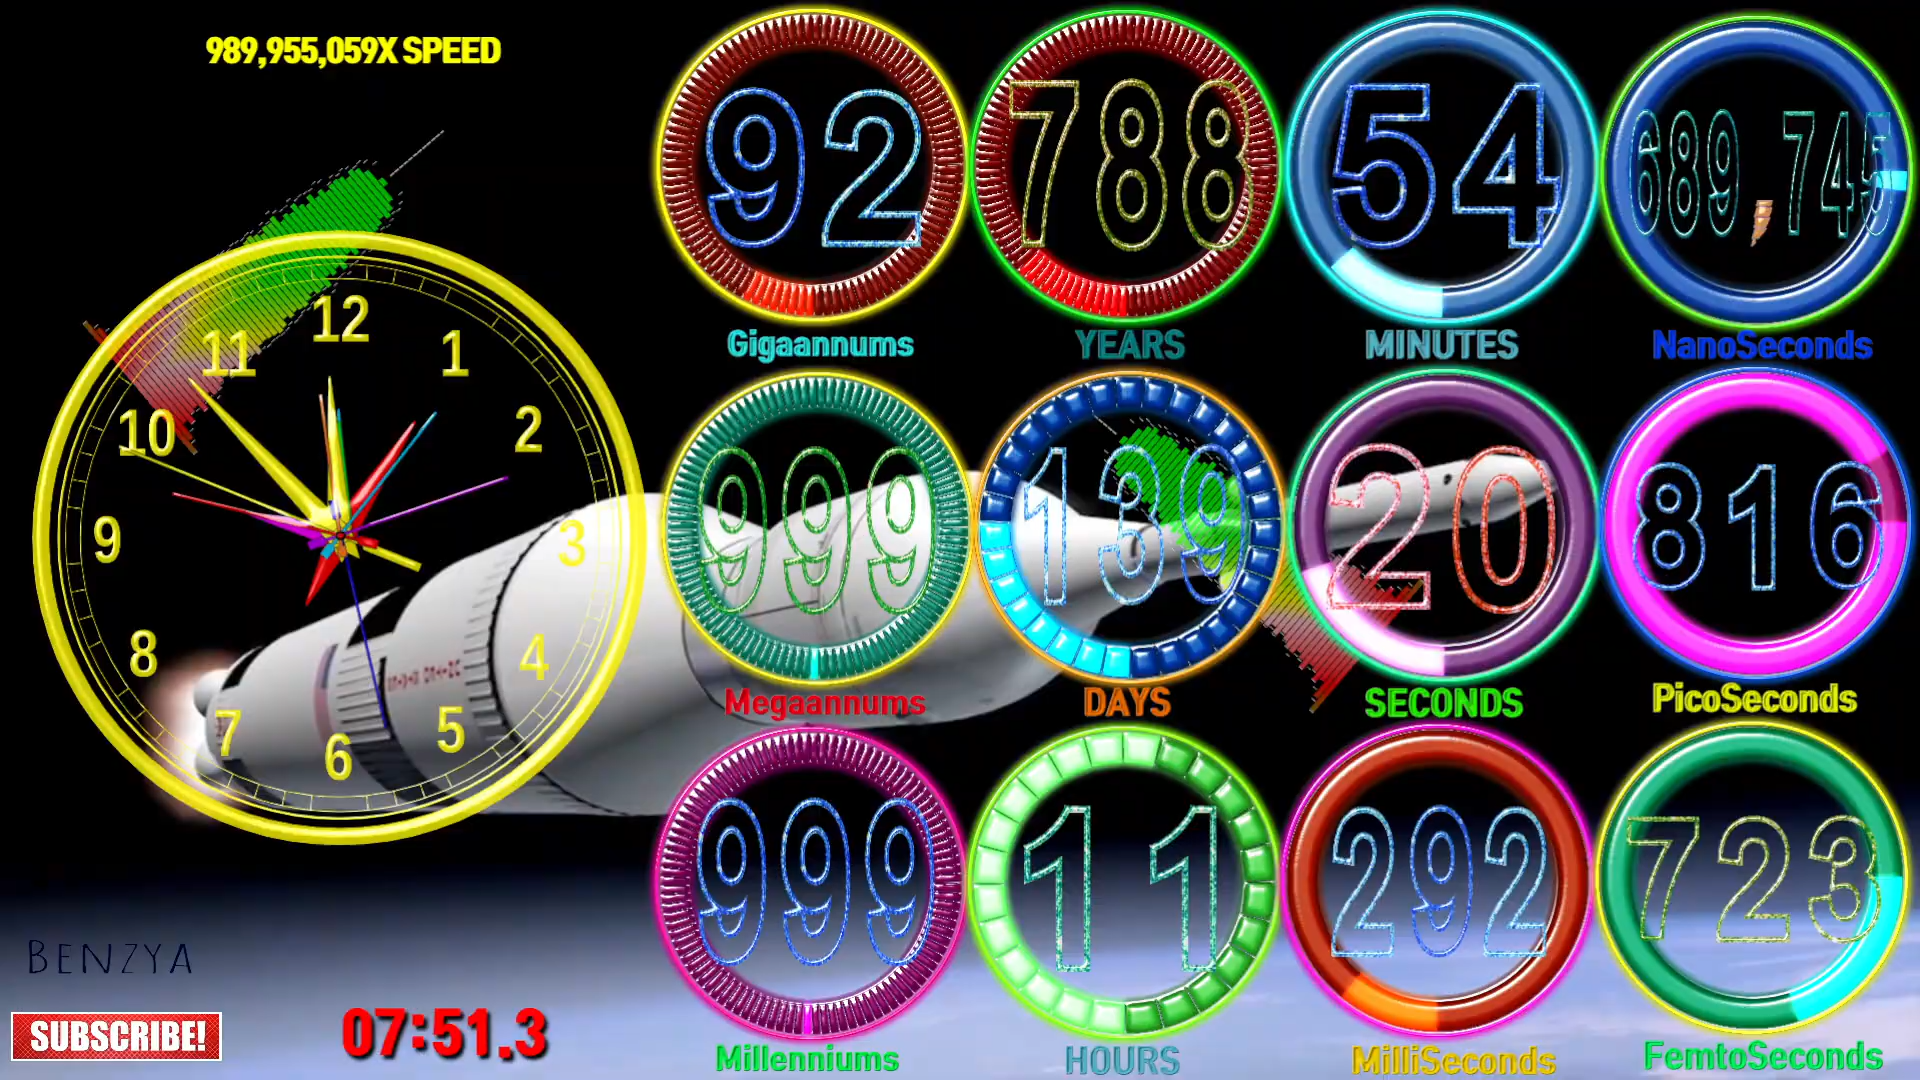 989,955,059X SPEED
92
Gigaannums
788
YEARS
54
MINUTES
689,745
NanoSeconds
999
Megaannums
139
DAYS
20
SECONDS
816
PicoSeconds
999
Millenniums
11
HOURS
292
MilliSeconds
723
FemtoSeconds
12
1
2
3
4
5
6
7
8
9
10
11
BENZYA
SUBSCRIBE!
07:51.3